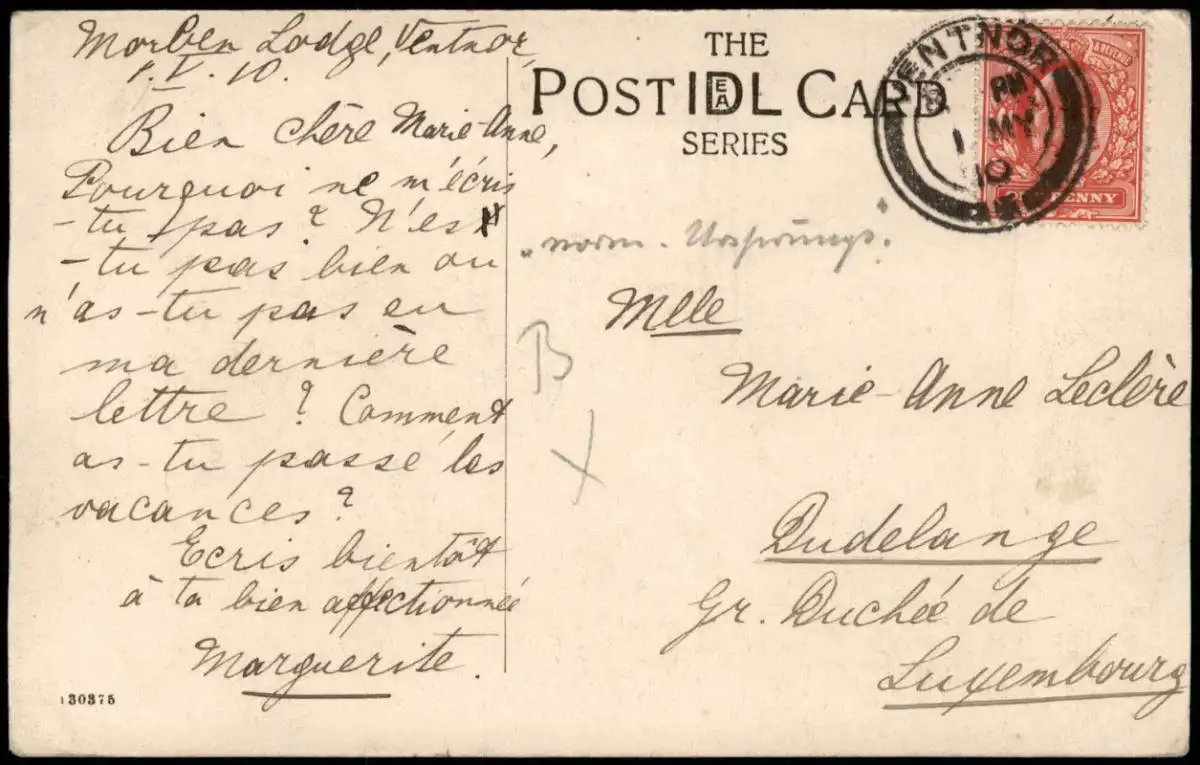 Morben Lodge, Ventnor,
1.V.10.
Bien chère Marie-Anne,
Pourquoi ne m'écris
-tu pas? N'es
-tu pas bien ou
n'as-tu pas eu
ma dernière
lettre? Comment
as-tu passé les
vacances?
Ecris bientôt
à ta bien affectionnée
Marguerite.
130375
THE
POST IDEAL CARD
SERIES
VENTNOR
PM
1 MY
10
PENNY
B
X
Mlle
Marie-Anne Leclère
Dudelange
Gr. Duchée de
Luxembourg